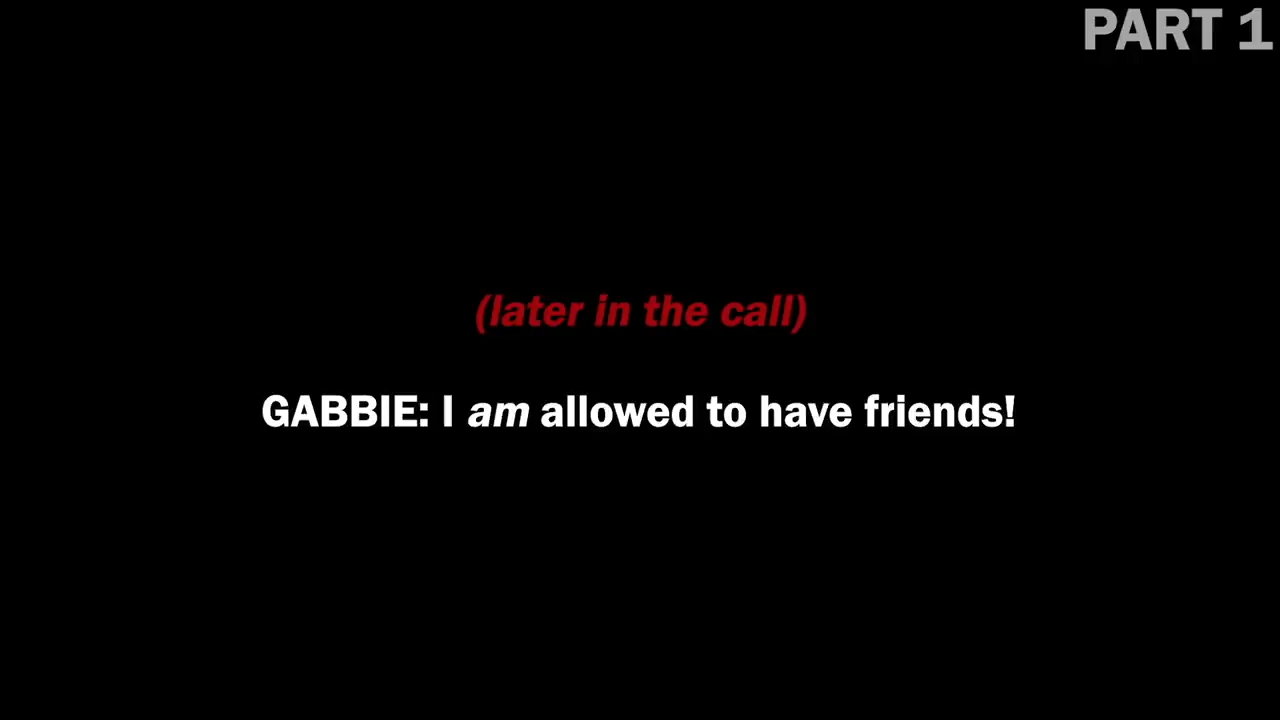 PART 1
(later in the call)
GABBIE: I am allowed to have friends!